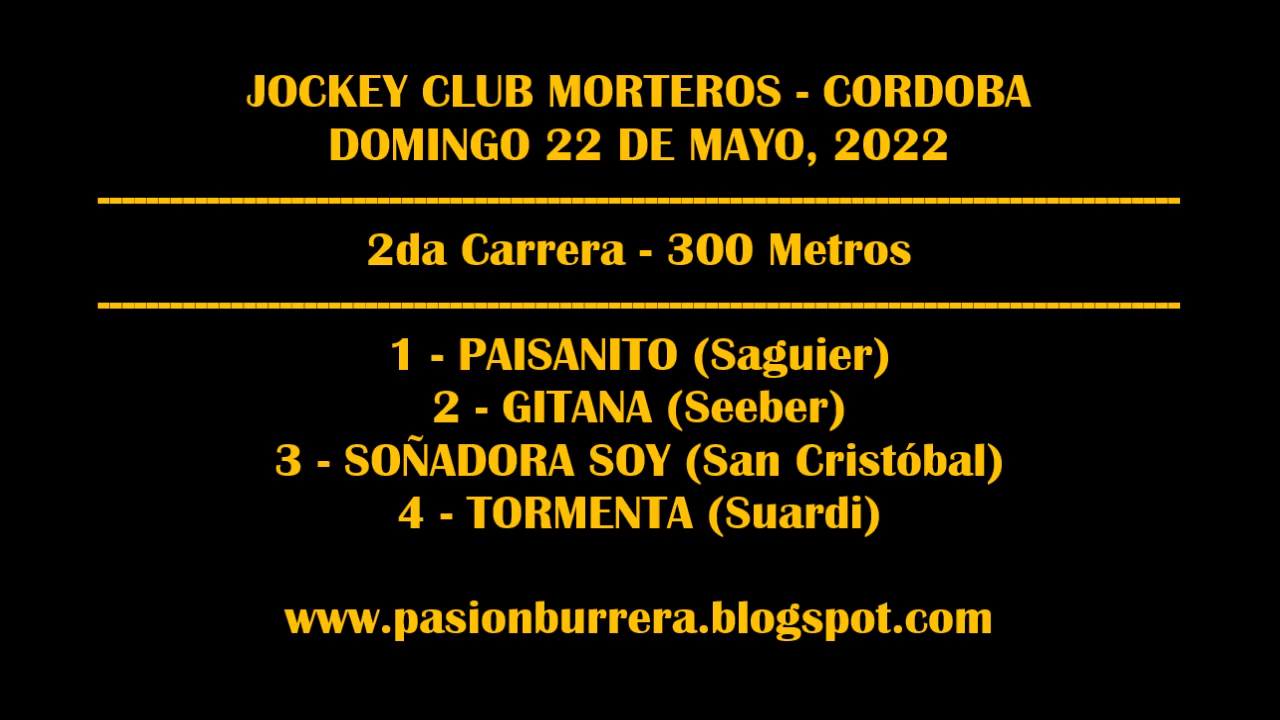 JOCKEY CLUB MORTEROS - CORDOBA
DOMINGO 22 DE MAYO, 2022
2da Carrera - 300 Metros
1 - PAISANITO (Saguier)
2 - GITANA (Seeber)
3 - SOÑADORA SOY (San Cristóbal)
4 - TORMENTA (Suardi)
www.pasionburrera.blogspot.com